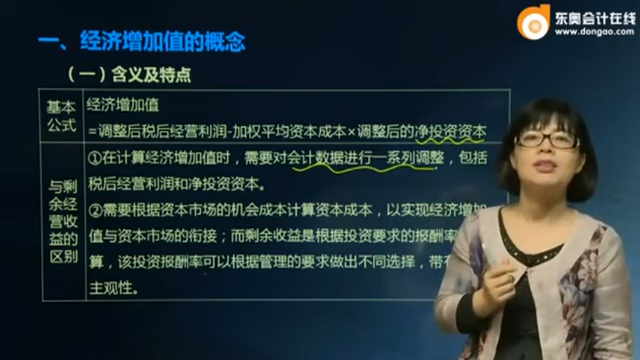 东奥会计在线
www.dongao.com
一、经济增加值的概念
（一）含义及特点
基本公式
经济增加值
=调整后税后经营利润-加权平均资本成本×调整后的净投资资本
与剩余经营收益的区别
①在计算经济增加值时，需要对会计数据进行一系列调整，包括
税后经营利润和净投资资本。
②需要根据资本市场的机会成本计算资本成本，以实现经济增加
值与资本市场的衔接；而剩余收益是根据投资要求的报酬率
算，该投资报酬率可以根据管理的要求做出不同选择，带
主观性。